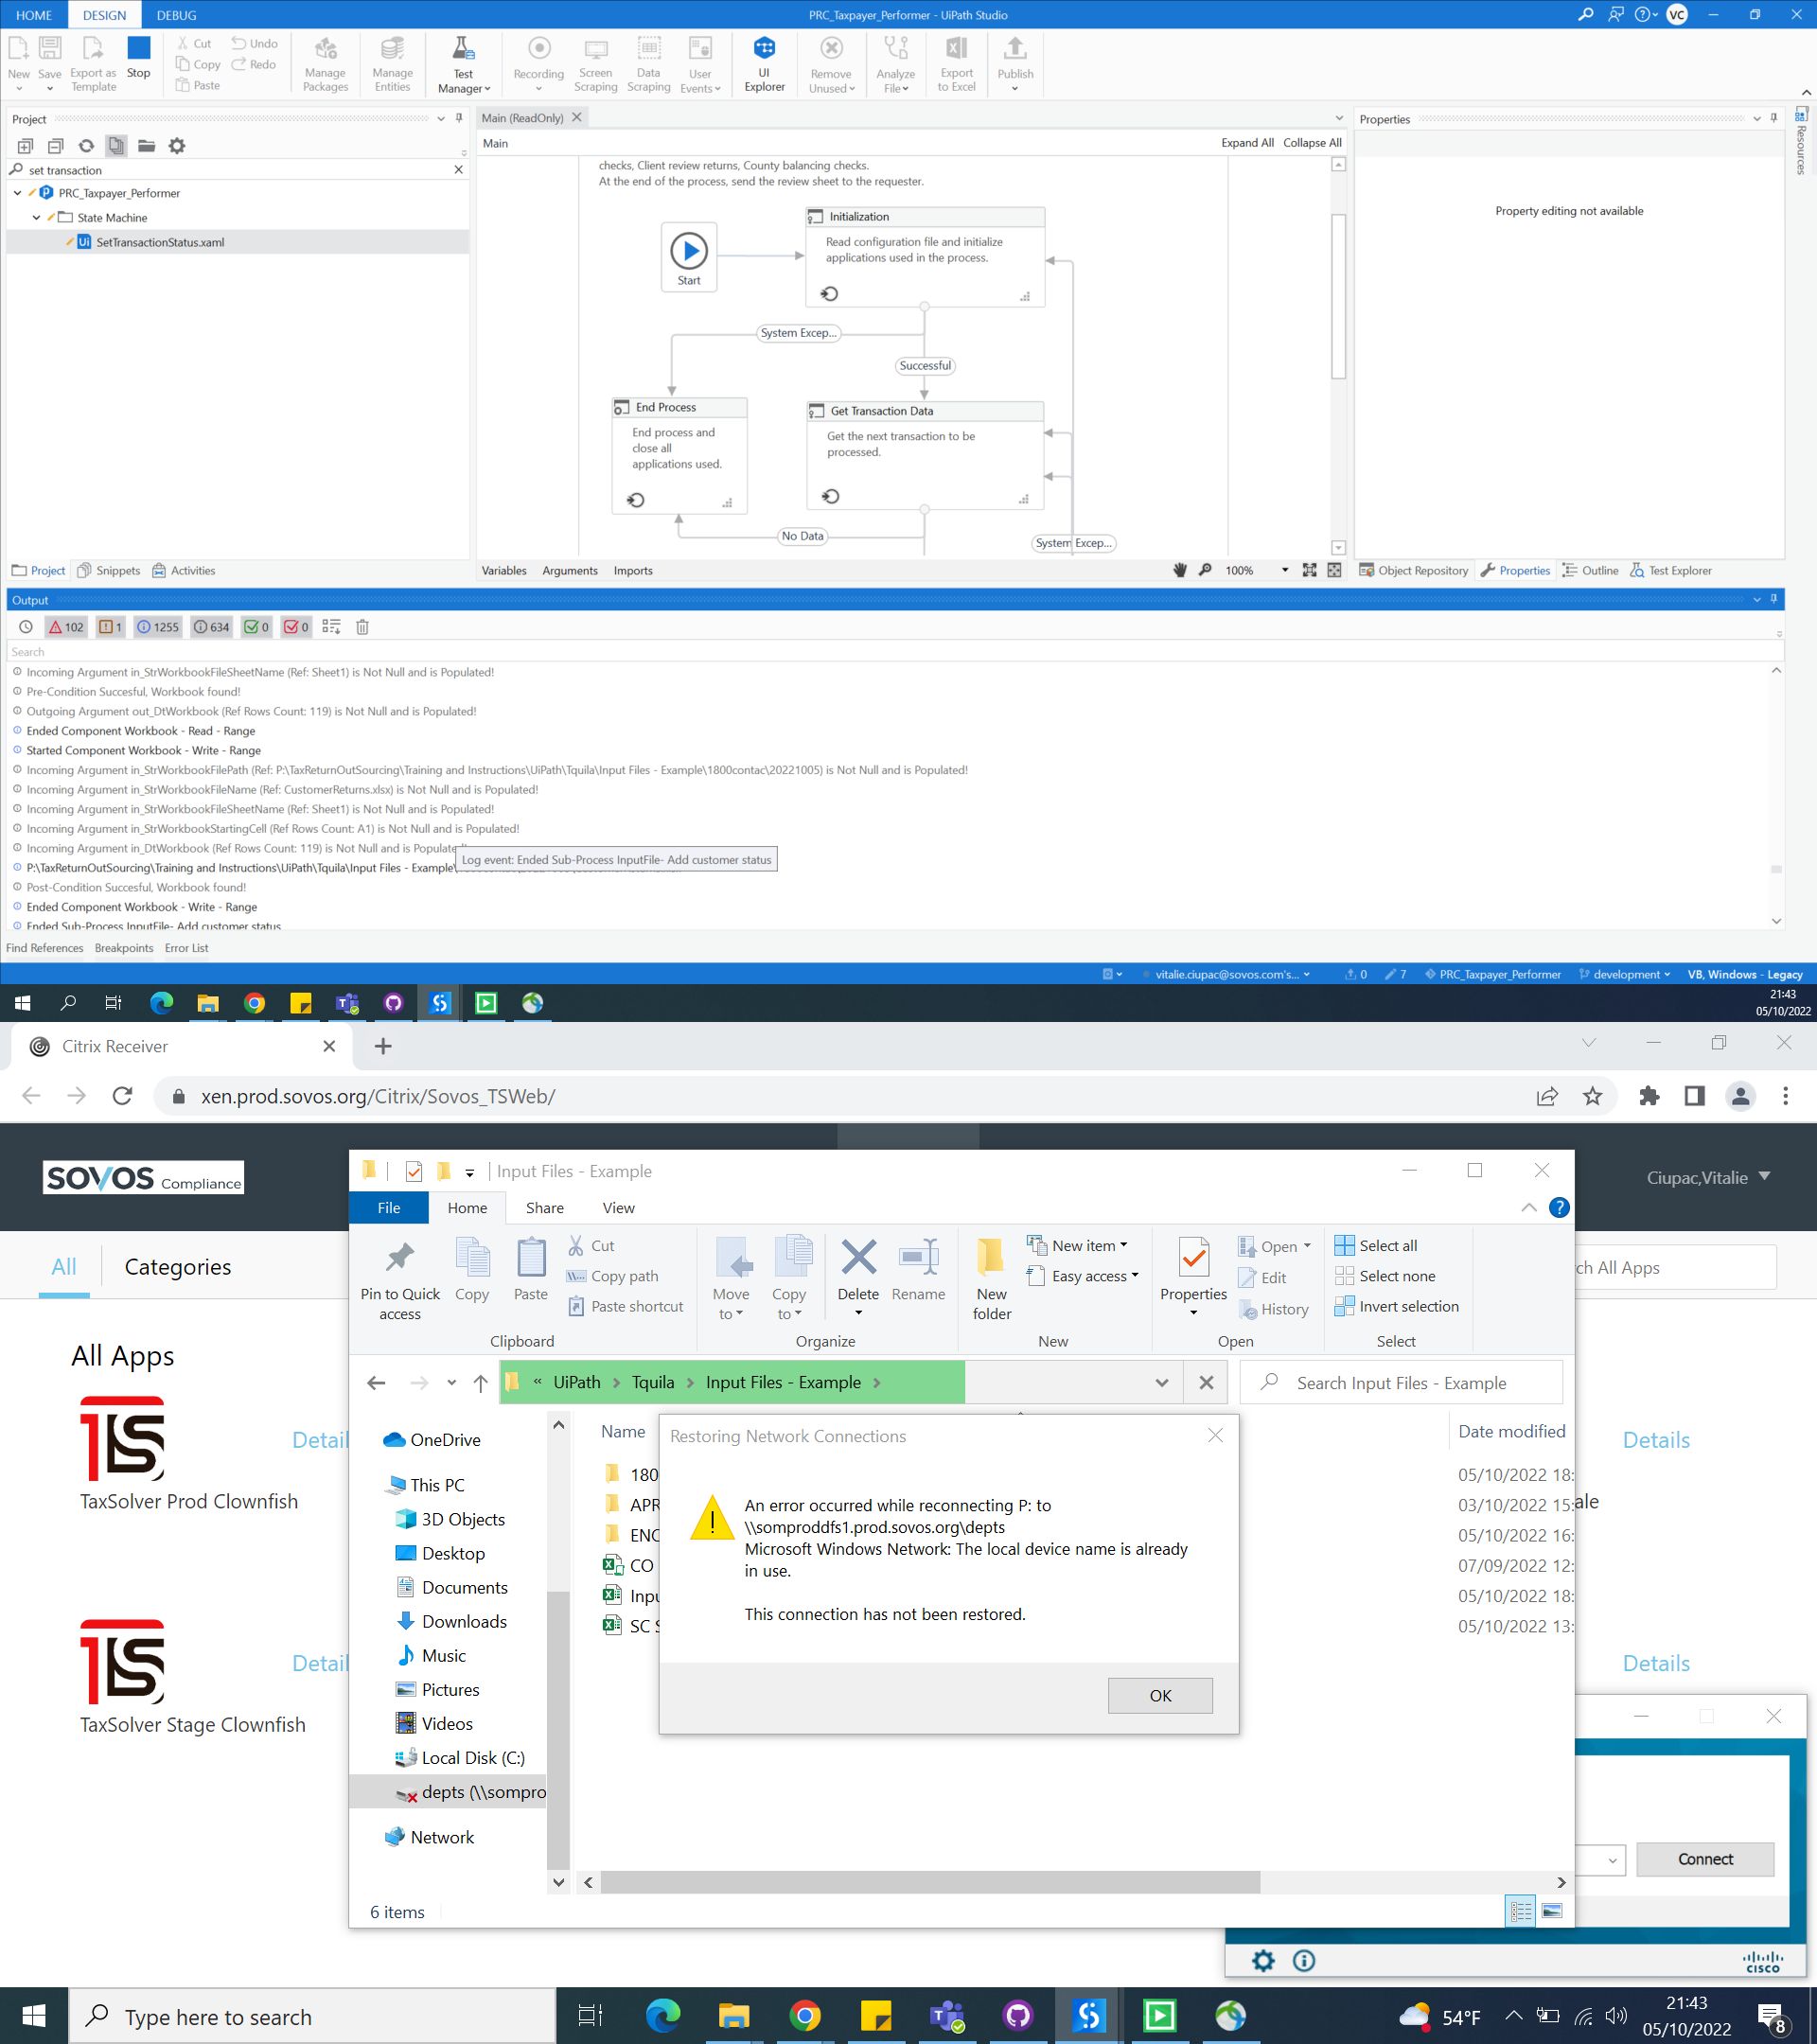 HOME DESIGN DEBUG PRC_Taxpayer_Performer - UiPath Studio VC
New Save Export as Template Stop Cut Copy Paste Undo Redo Manage Packages Manage Entities Test Manager Recording Screen Scraping Data Scraping User Events UI Explorer Remove Unused Analyze File Export to Excel Publish
Project
set transaction
PRC_Taxpayer_Performer
State Machine
SetTransactionStatus.xaml
Main (ReadOnly)
Main Expand All Collapse All
checks, Client review returns, County balancing checks.
At the end of the process, send the review sheet to the requester.
Start
Initialization
Read configuration file and initialize
applications used in the process.
System Excep...
Successful
End Process
End process and
close all
applications used.
Get Transaction Data
Get the next transaction to be
processed.
No Data
System Excep...
Properties
Property editing not available
Resources
Project Snippets Activities
Variables Arguments Imports 100%
Object Repository Properties Outline Test Explorer
Output
102 1 1255 634 0 0
Search
Incoming Argument in_StrWorkbookFileSheetName (Ref: Sheet1) is Not Null and is Populated!
Pre-Condition Succesful, Workbook found!
Outgoing Argument out_DtWorkbook (Ref Rows Count: 119) is Not Null and is Populated!
Ended Component Workbook - Read - Range
Started Component Workbook - Write - Range
Incoming Argument in_StrWorkbookFilePath (Ref: P:\TaxReturnOutSourcing\Training and Instructions\UiPath\Tquila\Input Files - Example\1800contac\20221005) is Not Null and is Populated!
Incoming Argument in_StrWorkbookFileName (Ref: CustomerReturns.xlsx) is Not Null and is Populated!
Incoming Argument in_StrWorkbookFileSheetName (Ref: Sheet1) is Not Null and is Populated!
Incoming Argument in_StrWorkbookStartingCell (Ref Rows Count: A1) is Not Null and is Populated!
Incoming Argument in_DtWorkbook (Ref Rows Count: 119) is Not Null and is Populated!
Log event: Ended Sub-Process InputFile- Add customer status
P:\TaxReturnOutSourcing\Training and Instructions\UiPath\Tquila\Input Files - Example\
Post-Condition Succesful, Workbook found!
Ended Component Workbook - Write - Range
Ended Sub-Process InputFile- Add customer status
Find References Breakpoints Error List
vitalie.ciupac@sovos.com's... 0 7 PRC_Taxpayer_Performer development VB, Windows - Legacy
21:43
05/10/2022
Citrix Receiver
xen.prod.sovos.org/Citrix/Sovos_TSWeb/
SOVOS Compliance
Ciupac,Vitalie
All Categories
ch All Apps
All Apps
Detail
TaxSolver Prod Clownfish
Detail
TaxSolver Stage Clownfish
Details
ale
Details
Input Files - Example
File Home Share View
Pin to Quick access Copy Paste Cut Copy path Paste shortcut
Move to Copy to Delete Rename New folder New item Easy access
Properties Open Edit History Select all Select none Invert selection
Clipboard Organize New Open Select
« UiPath Tquila Input Files - Example
Search Input Files - Example
OneDrive
This PC
3D Objects
Desktop
Documents
Downloads
Music
Pictures
Videos
Local Disk (C:)
depts (\\sompro
Network
Name Date modified
180 05/10/2022 18:
APR 03/10/2022 15:
ENC 05/10/2022 16:
CO 07/09/2022 12:
Inpu 05/10/2022 18:
SC S 05/10/2022 13:
Restoring Network Connections
An error occurred while reconnecting P: to
\\somproddfs1.prod.sovos.org\depts
Microsoft Windows Network: The local device name is already
in use.
This connection has not been restored.
OK
6 items
Connect
cisco
Type here to search
54°F
21:43
05/10/2022
8